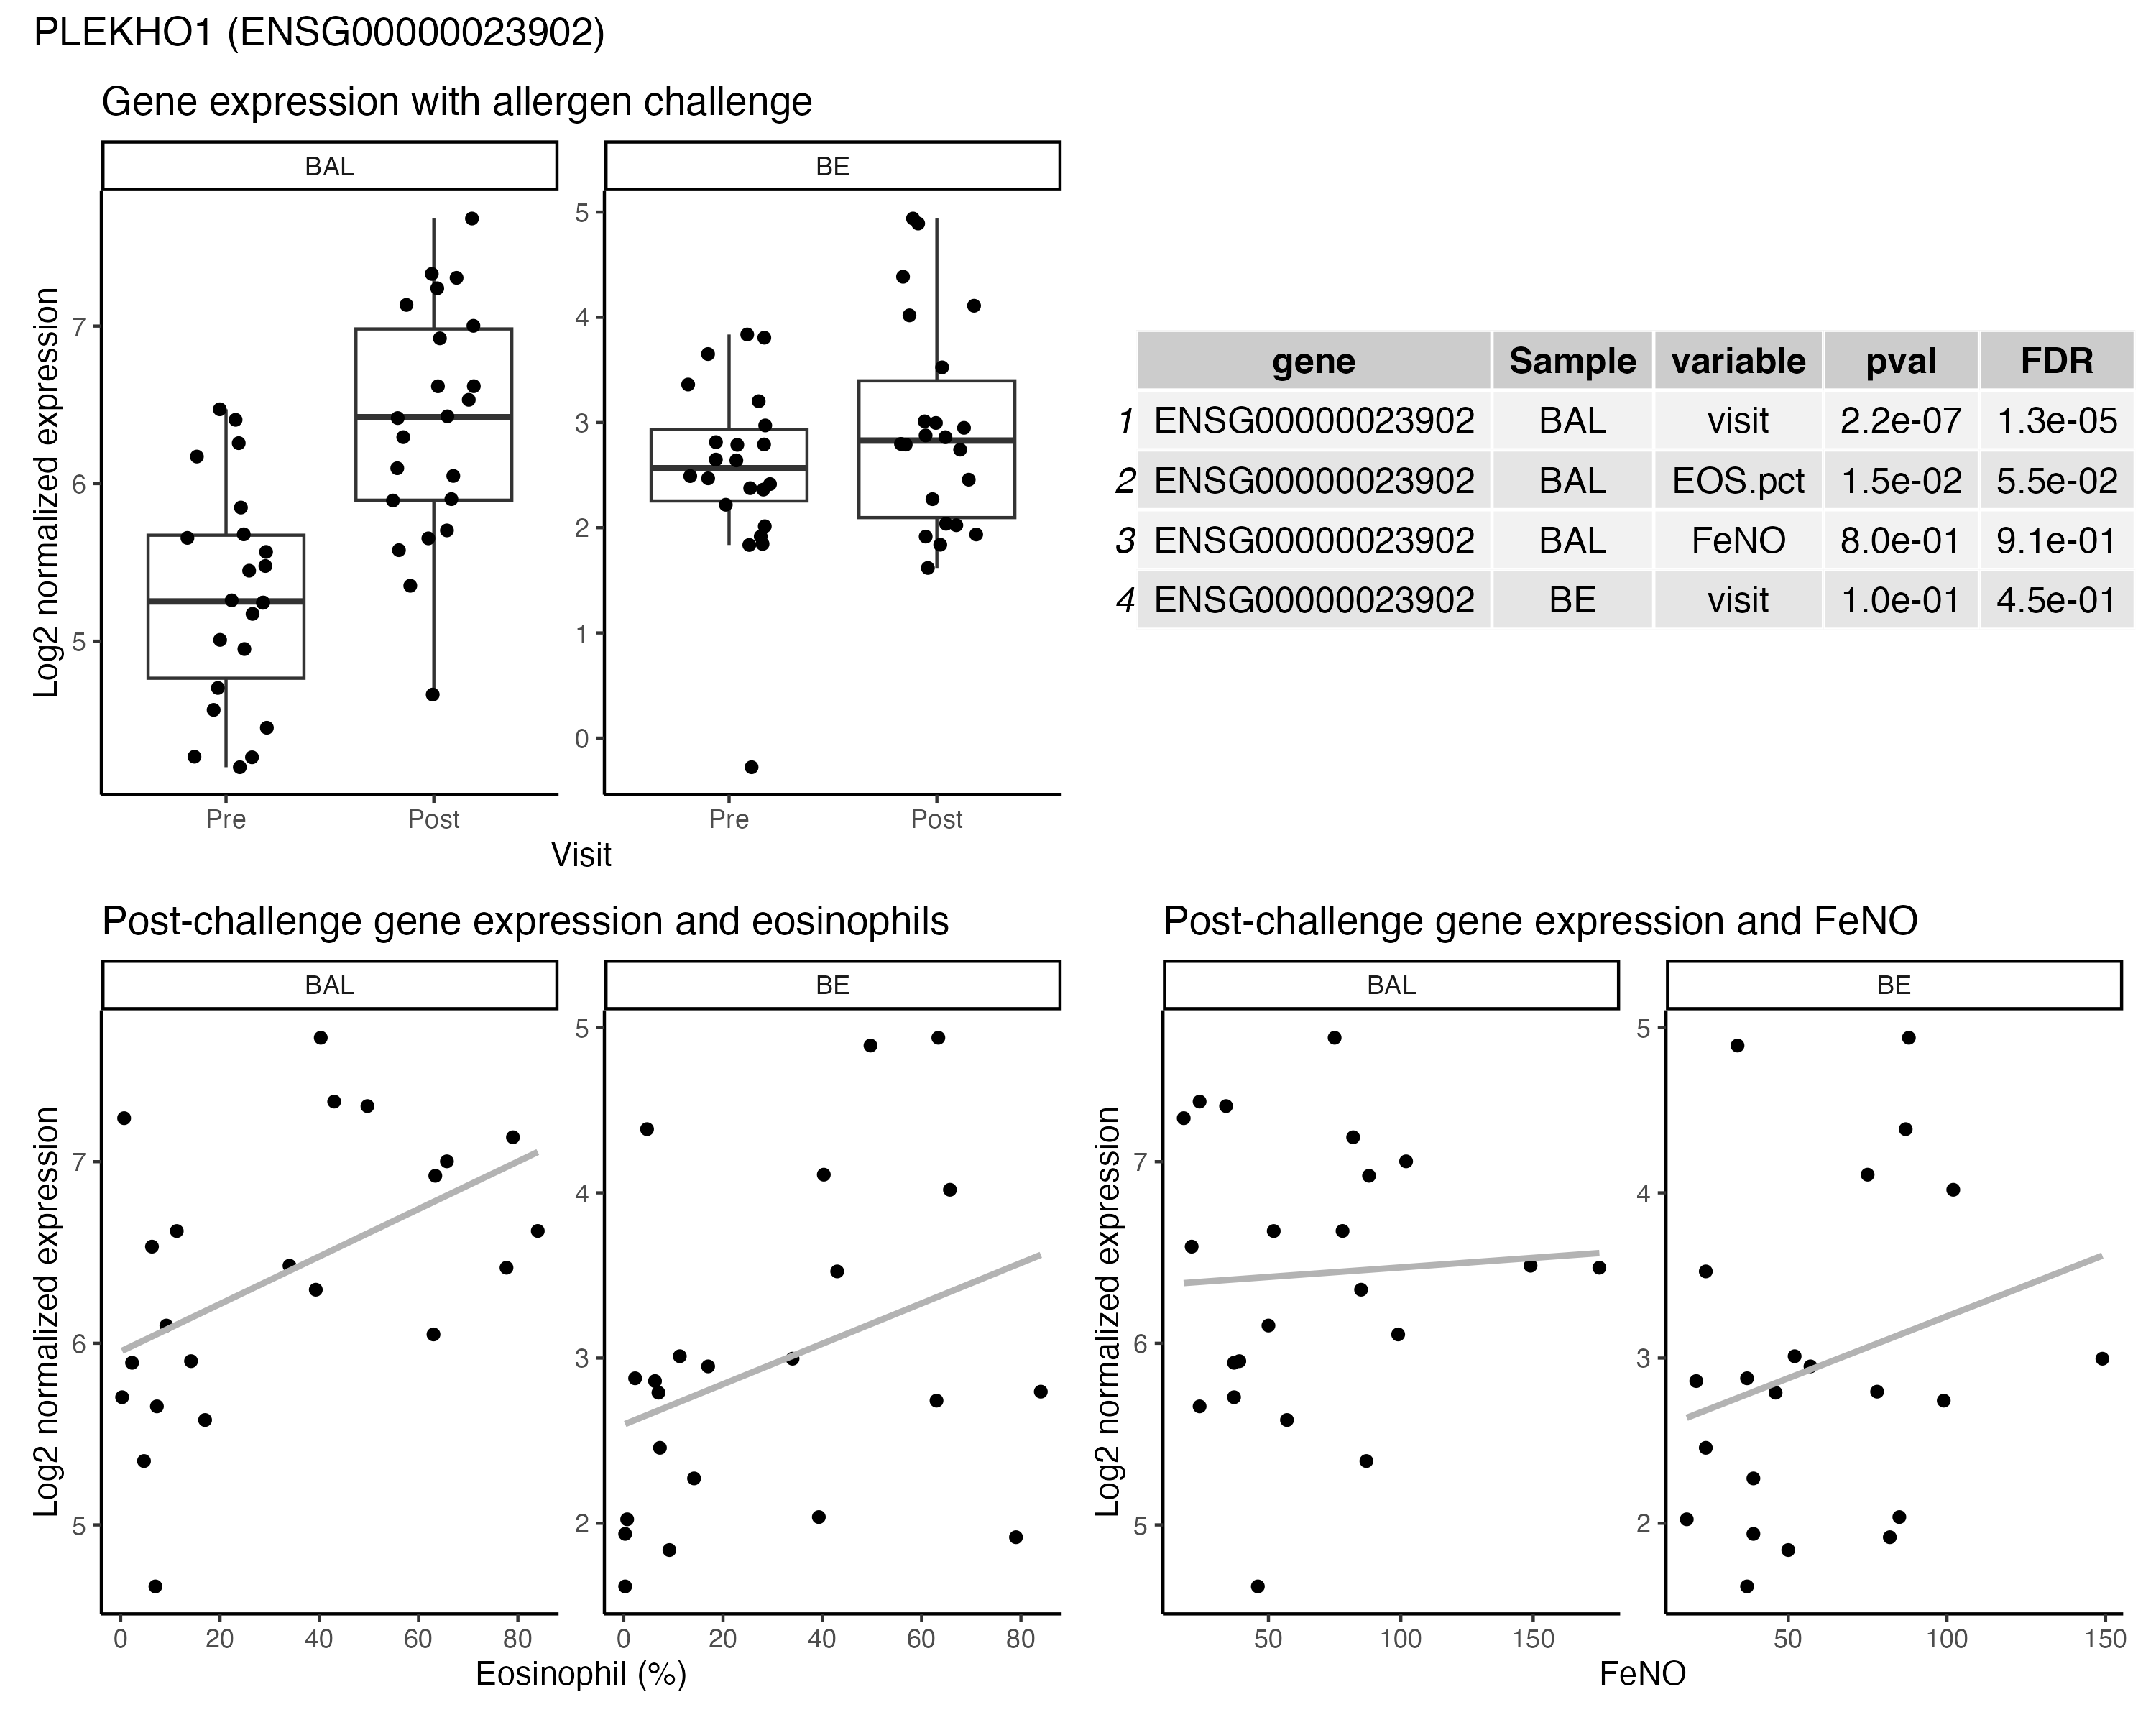 PLEKHO1 (ENSG00000023902)
Gene expression with allergen challenge
BAL
BE
Log2 normalized expression
7
6
5
5
4
3
2
1
0
Pre
Post
Pre
Post
Visit
gene Sample variable pval FDR
1 ENSG00000023902 BAL visit 2.2e-07 1.3e-05
2 ENSG00000023902 BAL EOS.pct 1.5e-02 5.5e-02
3 ENSG00000023902 BAL FeNO 8.0e-01 9.1e-01
4 ENSG00000023902 BE visit 1.0e-01 4.5e-01
Post-challenge gene expression and eosinophils
BAL
BE
Log2 normalized expression
7
6
5
5
4
3
2
0 20 40 60 80
0 20 40 60 80
Eosinophil (%)
Post-challenge gene expression and FeNO
BAL
BE
Log2 normalized expression
7
6
5
5
4
3
2
50 100 150
50 100 150
FeNO